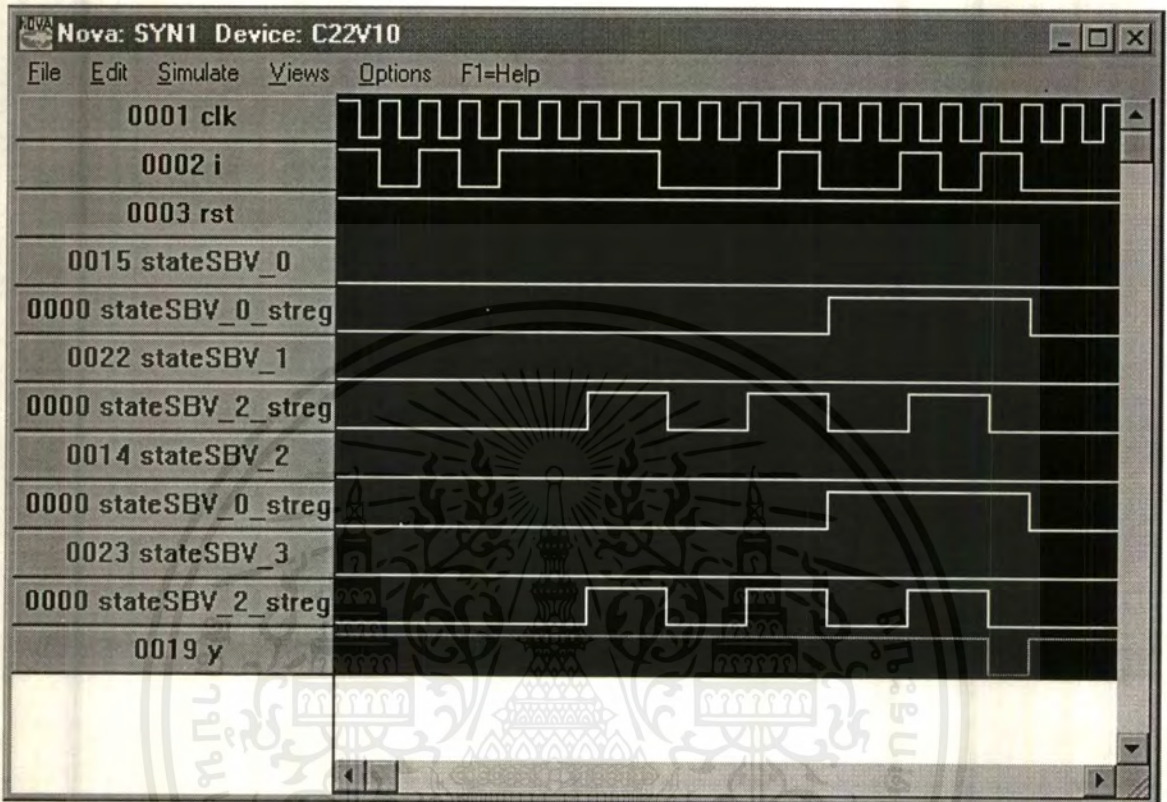 Nova: SYN1 Device: C22V10
File Edit Simulate Views Options F1=Help
0001 clk
0002 i
0003 rst
0015 stateSBV_0
0000 stateSBV_0_streg
0022 stateSBV_1
0000 stateSBV_2_streg
0014 stateSBV_2
0000 stateSBV_0_streg
0023 stateSBV_3
0000 stateSBV_2_streg
0019 y